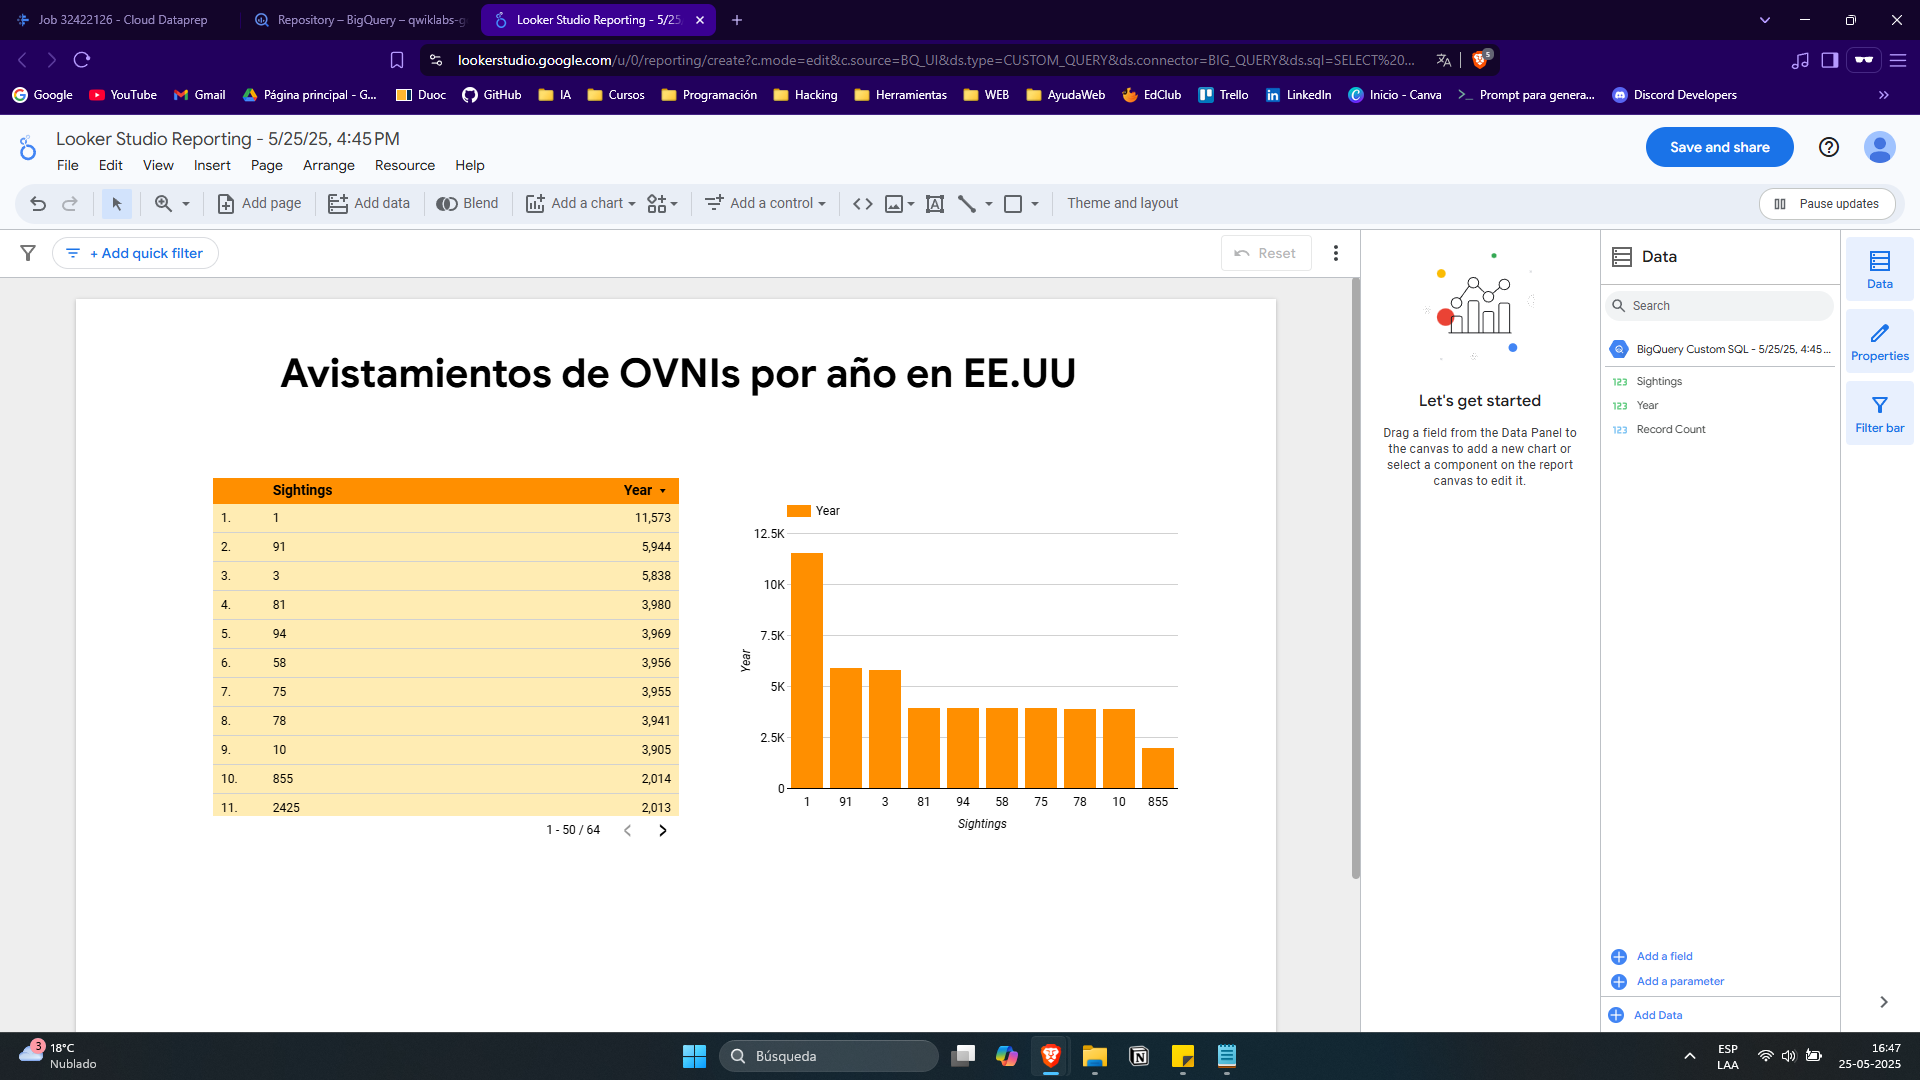 Job 32422126 - Cloud Dataprep
Repository – BigQuery – qwiklabs-g
Looker Studio Reporting - 5/25
lookerstudio.google.com/u/0/reporting/create?c.mode=edit&c.source=BQ_UI&ds.type=CUSTOM_QUERY&ds.connector=BIG_QUERY&ds.sql=SELECT%20...
5
Google
YouTube
Gmail
Página principal - G...
Duoc
GitHub
IA
Cursos
Programación
Hacking
Herramientas
WEB
AyudaWeb
EdClub
Trello
LinkedIn
Inicio - Canva
Prompt para genera...
Discord Developers
Looker Studio Reporting - 5/25/25, 4:45 PM
File Edit View Insert Page Arrange Resource Help
Save and share
Add page
Add data
Blend
Add a chart
Add a control
Theme and layout
Pause updates
+ Add quick filter
Reset
Avistamientos de OVNIs por año en EE.UU
Sightings Year
1. 1 11,573
2. 91 5,944
3. 3 5,838
4. 81 3,980
5. 94 3,969
6. 58 3,956
7. 75 3,955
8. 78 3,941
9. 10 3,905
10. 855 2,014
11. 2425 2,013
1 - 50 / 64
Year
12.5K
10K
7.5K
5K
2.5K
0
Year
1 91 3 81 94 58 75 78 10 855
Sightings
Let's get started
Drag a field from the Data Panel to
the canvas to add a new chart or
select a component on the report
canvas to edit it.
Data
Search
BigQuery Custom SQL - 5/25/25, 4:45 ...
123 Sightings
123 Year
123 Record Count
Add a field
Add a parameter
Add Data
Data
Properties
Filter bar
3
18°C
Nublado
Búsqueda
ESP
LAA
16:47
25-05-2025